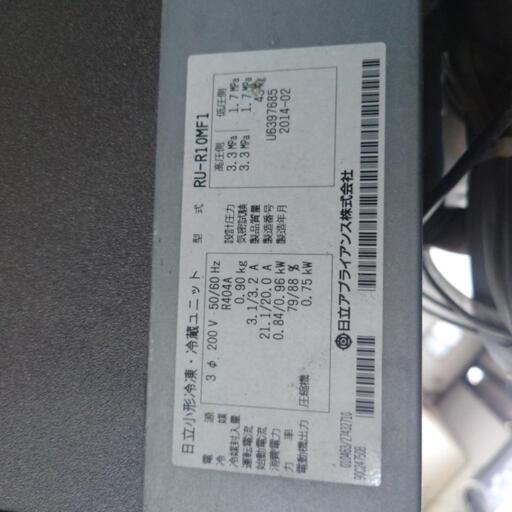 日立小形冷凍・冷蔵ユニット
型 式 RU-R10MF1
電 源 3 φ 200 V 50/60 Hz
冷 媒 R404A
冷媒封入量 0.90 kg
運転電流 3.1/3.2 A
始動電流 21.1/20.0 A
消費電力 0.84/0.96 kW
力 率 79/88 %
電動機出力 圧縮機 0.75 kW
高圧側 低圧側
設計圧力 3.3 MPa 1.7 MPa
気密試験 3.3 MPa 1.7 MPa
製品質量 kg
製造番号 U6397685
製造年月 2014-02
日立アプライアンス株式会社
010463/27432710
90C247508